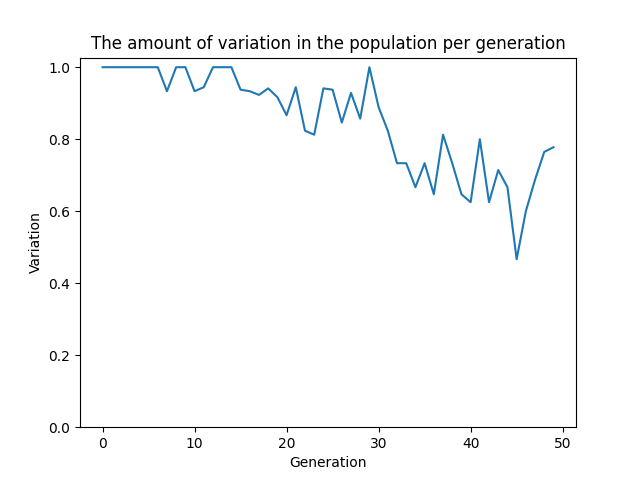 The amount of variation in the population per generation
1.0
0.8
0.6
0.4
0.2
0.0
Variation
0 10 20 30 40 50
Generation